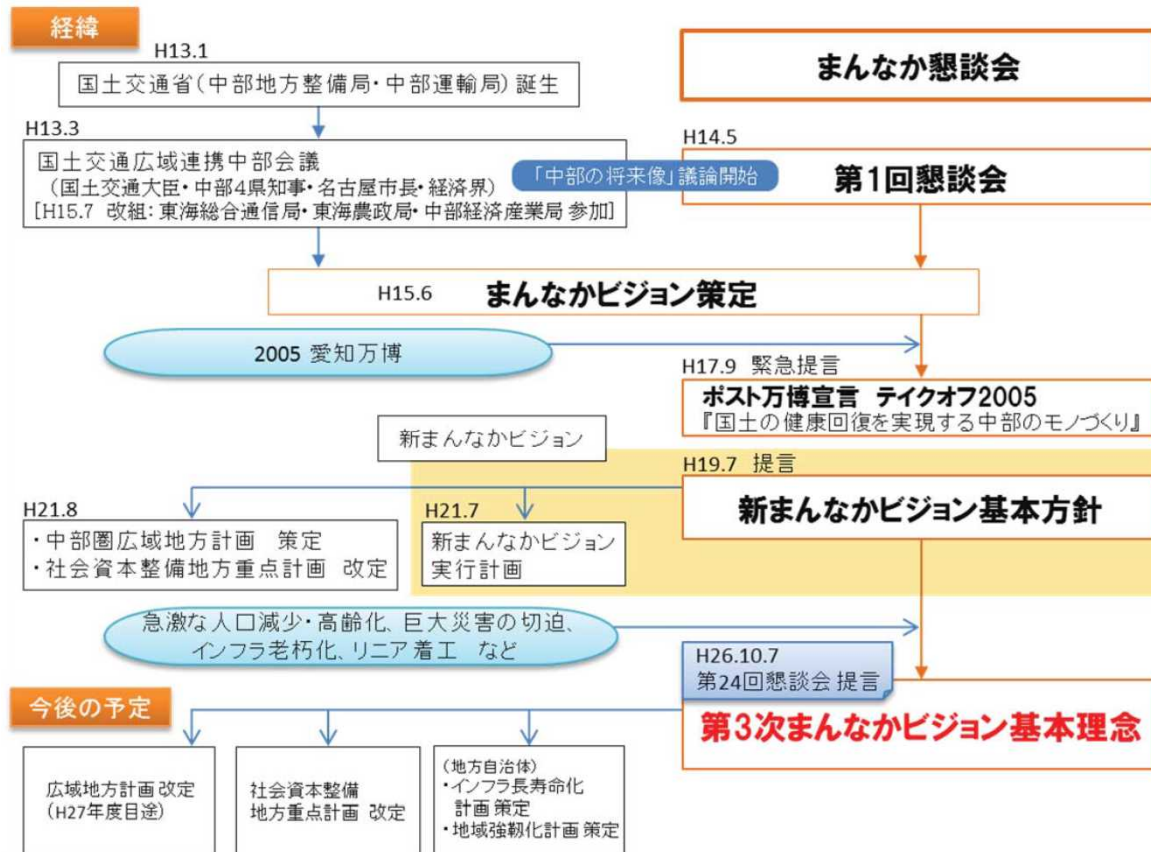 経緯
H13.1
国土交通省(中部地方整備局・中部運輸局)誕生
まんなか懇談会
H13.3
国土交通広域連携中部会議
(国土交通大臣・中部4県知事・名古屋市長・経済界)
[H15.7 改組:東海総合通信局・東海農政局・中部経済産業局 参加]
「中部の将来像」議論開始
H14.5
第1回懇談会
H15.6 まんなかビジョン策定
2005 愛知万博
H17.9 緊急提言
ポスト万博宣言 テイクオフ2005
『国土の健康回復を実現する中部のモノづくり』
新まんなかビジョン
H19.7 提言
新まんなかビジョン基本方針
H21.8
・中部圏広域地方計画 策定
・社会資本整備地方重点計画 改定
H21.7
新まんなかビジョン
実行計画
急激な人口減少・高齢化、巨大災害の切迫、
インフラ老朽化、リニア着工 など
H26.10.7
第24回懇談会 提言
第3次まんなかビジョン基本理念
今後の予定
広域地方計画 改定
(H27年度目途)
社会資本整備
地方重点計画 改定
(地方自治体)
・インフラ長寿命化
計画 策定
・地域強靱化計画 策定